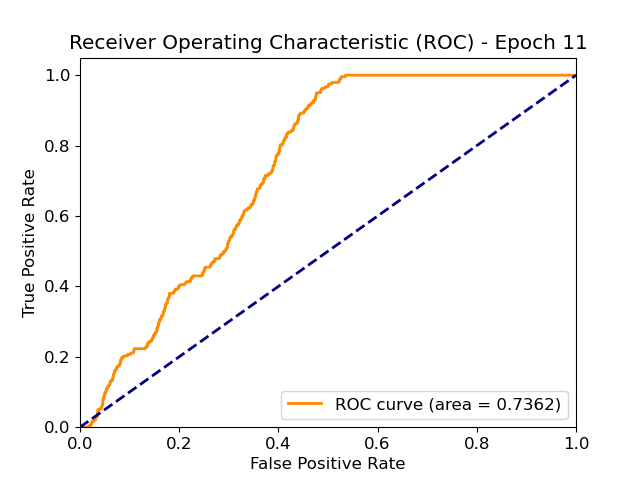 Receiver Operating Characteristic (ROC) - Epoch 11
1.0
0.8
0.6
0.4
0.2
0.0
True Positive Rate
ROC curve (area = 0.7362)
0.0 0.2 0.4 0.6 0.8 1.0
False Positive Rate